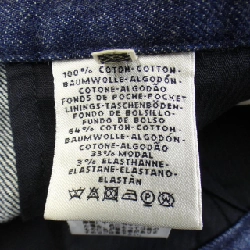 100% COTON-COTTON-
BAUMWOLLE-ALGODÓN
COTONE-ALGODÃO
FONDS DE POCHE-POCKET
LININGS-TASCHENBÖDEN-
FONDO DE BOLSILLO-
FUNDO DE BOLSO
64% COTON-COTTON-
BAUMWOLLE-ALGODÓN-
COTONE-ALGODÃO
33% MODAL
3% ELASTHANNE-
ELASTANE-ELASTAND-
ELASTÁN